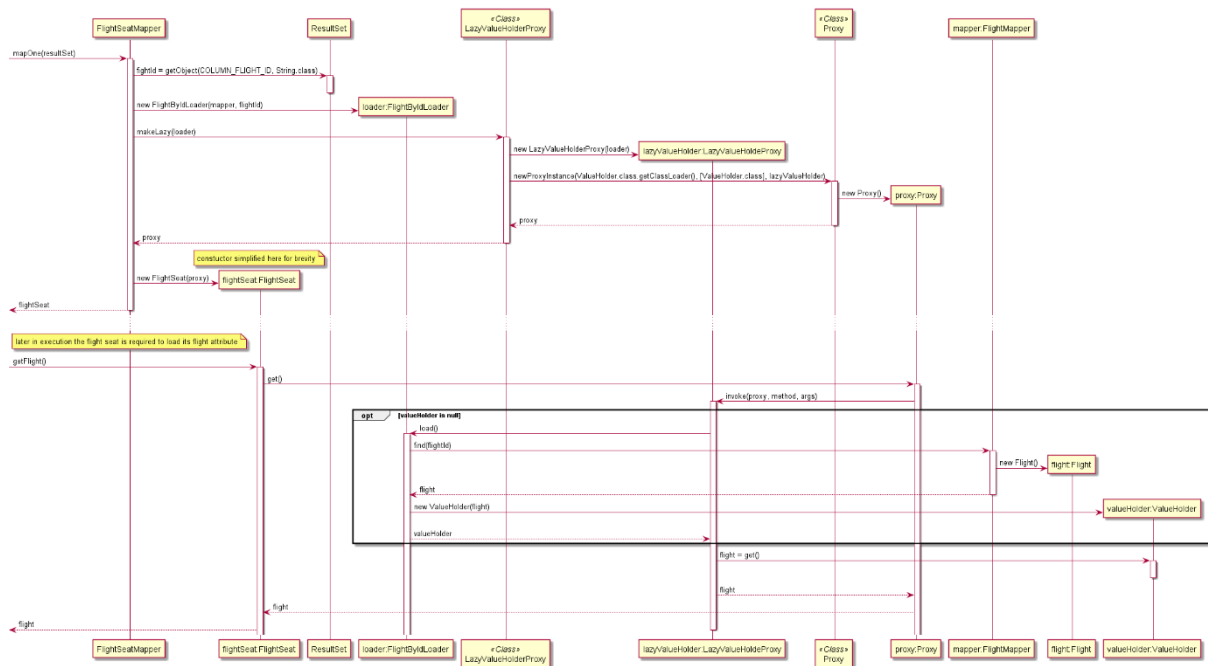 «Class»
«Class»
FlightSeatMapper
ResultSet
LazyValueHolderProxy
Proxy
mapper:FlightMapper
mapOne(resultSet)
fightId = getObject(COLUMN_FLIGHT_ID, String.class)
new FlightByIdLoader(mapper, flightId)
loader:FlightByIdLoader
makeLazy(loader)
new LazyValueHolderProxy(loader)
lazyValueHolder:LazyValueHoldeProxy
newProxyInstance(ValueHolder.class.getClassLoader(), [ValueHolder.class], lazyValueHolder)
new Proxy()
proxy:Proxy
proxy
proxy
constuctor simplified here for brevity
new FlightSeat(proxy)
flightSeat:FlightSeat
flightSeat
later in execution the flight seat is required to load its flight attribute
getFlight()
get()
invoke(proxy, method, args)
opt
[valueHolder is null]
load()
find(flightId)
new Flight()
flight:Flight
flight
new ValueHolder(flight)
valueHolder:ValueHolder
valueHolder
flight = get()
flight
flight
flight
FlightSeatMapper
flightSeat:FlightSeat
ResultSet
loader:FlightByIdLoader
«Class»
LazyValueHolderProxy
lazyValueHolder:LazyValueHoldeProxy
«Class»
Proxy
proxy:Proxy
mapper:FlightMapper
flight:Flight
valueHolder:ValueHolder